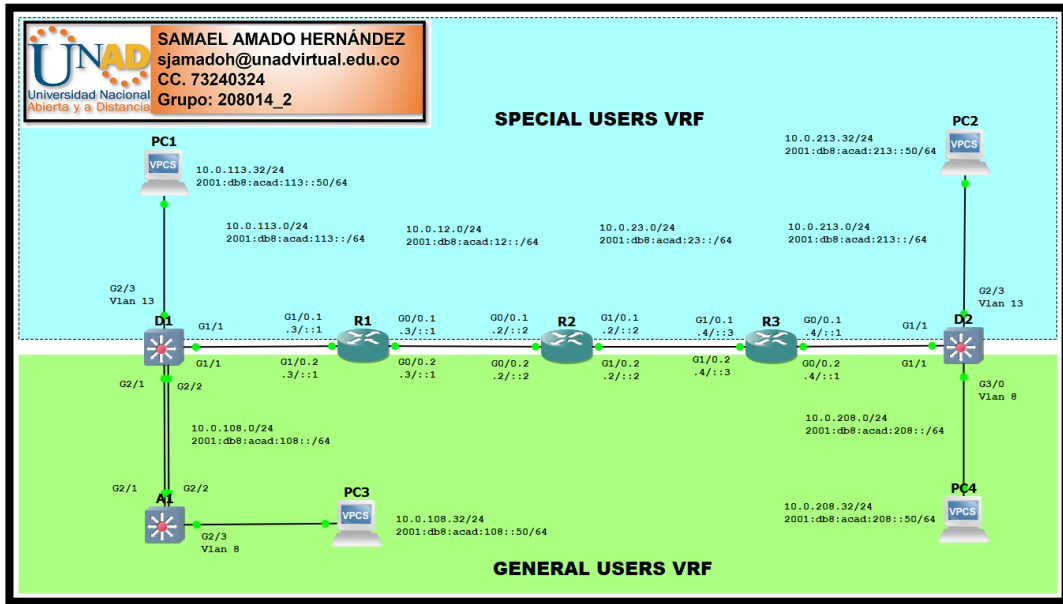 UNAD
Universidad Nacional
Abierta y a Distancia
SAMAEL AMADO HERNÁNDEZ
sjamadoh@unadvirtual.edu.co
CC. 73240324
Grupo: 208014_2
SPECIAL USERS VRF
PC1
VPCS
10.0.113.32/24
2001:db8:acad:113::50/64
PC2
VPCS
10.0.213.32/24
2001:db8:acad:213::50/64
10.0.113.0/24
2001:db8:acad:113::/64
10.0.12.0/24
2001:db8:acad:12::/64
10.0.23.0/24
2001:db8:acad:23::/64
10.0.213.0/24
2001:db8:acad:213::/64
G2/3
Vlan 13
G2/3
Vlan 13
D1
G1/1
G1/0.1
.3/::1
R1
G0/0.1
.3/::1
G0/0.1
.2/::2
R2
G1/0.1
.2/::2
G1/0.1
.4/::3
R3
G0/0.1
.4/::1
G1/1
D2
G1/1
G1/0.2
.3/::1
G0/0.2
.3/::1
G0/0.2
.2/::2
G1/0.2
.2/::2
G1/0.2
.4/::3
G0/0.2
.4/::1
G1/1
G2/1
G2/2
G3/0
Vlan 8
10.0.108.0/24
2001:db8:acad:108::/64
10.0.208.0/24
2001:db8:acad:208::/64
G2/1
G2/2
A1
G2/3
Vlan 8
PC3
VPCS
10.0.108.32/24
2001:db8:acad:108::50/64
10.0.208.32/24
2001:db8:acad:208::50/64
PC4
VPCS
GENERAL USERS VRF